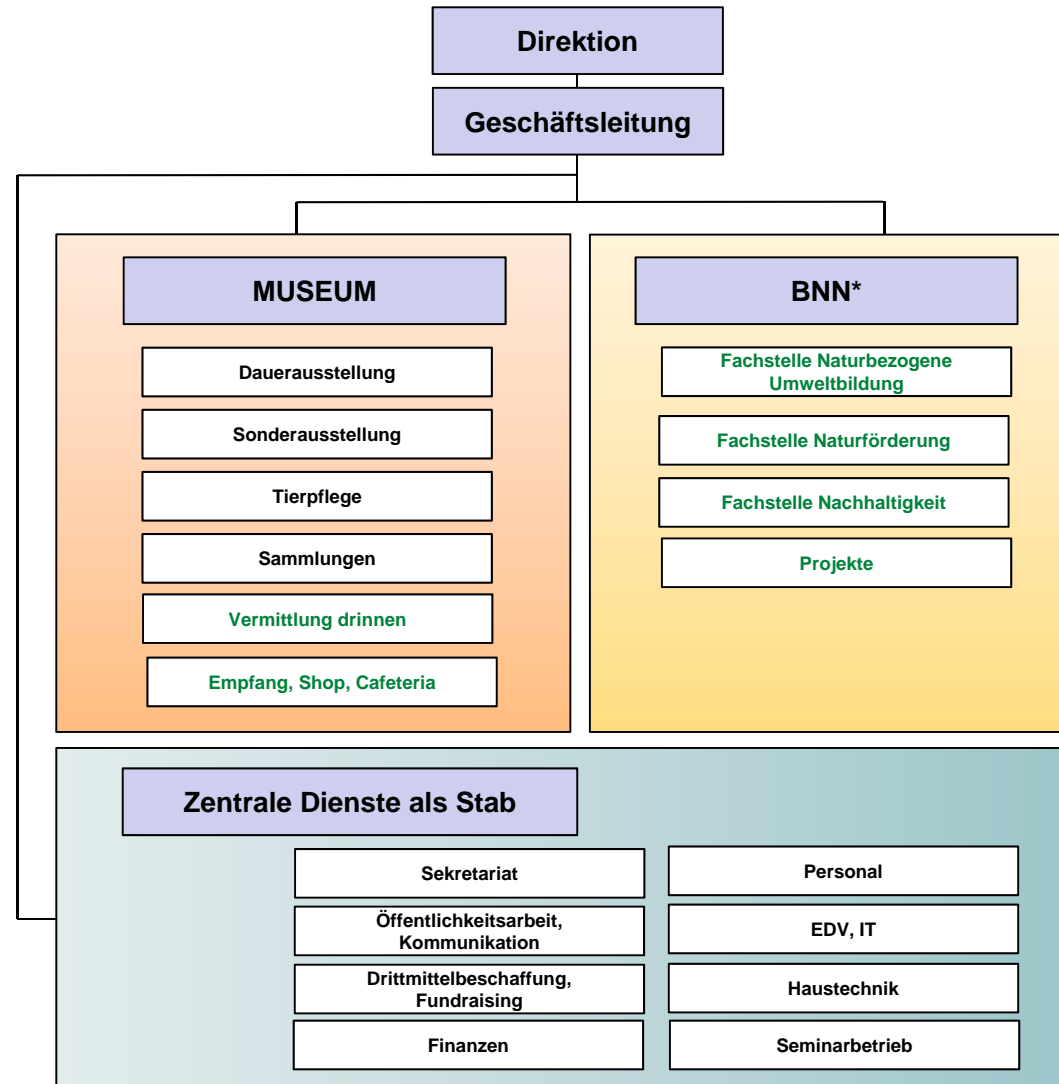 Direktion
Geschäftsleitung
MUSEUM
Dauerausstellung
Sonderausstellung
Tierpflege
Sammlungen
Vermittlung drinnen
Empfang, Shop, Cafeteria
BNN*
Fachstelle Naturbezogene
Umweltbildung
Fachstelle Naturförderung
Fachstelle Nachhaltigkeit
Projekte
Zentrale Dienste als Stab
Sekretariat
Öffentlichkeitsarbeit,
Kommunikation
Drittmittelbeschaffung,
Fundraising
Finanzen
Personal
EDV, IT
Haustechnik
Seminarbetrieb